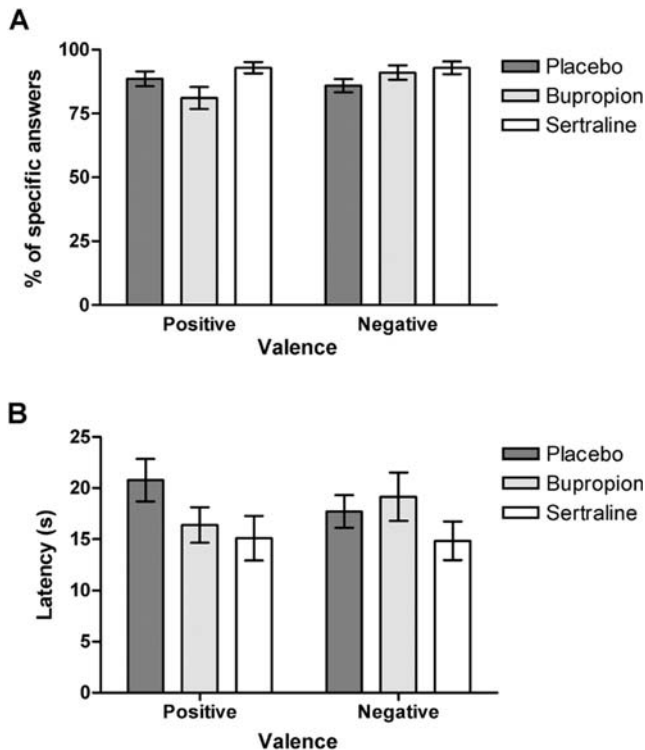 A
% of specific answers
100
75
50
25
0
Positive
Negative
Valence
Placebo
Bupropion
Sertraline
B
Latency (s)
25
20
15
10
5
0
Positive
Negative
Valence
Placebo
Bupropion
Sertraline